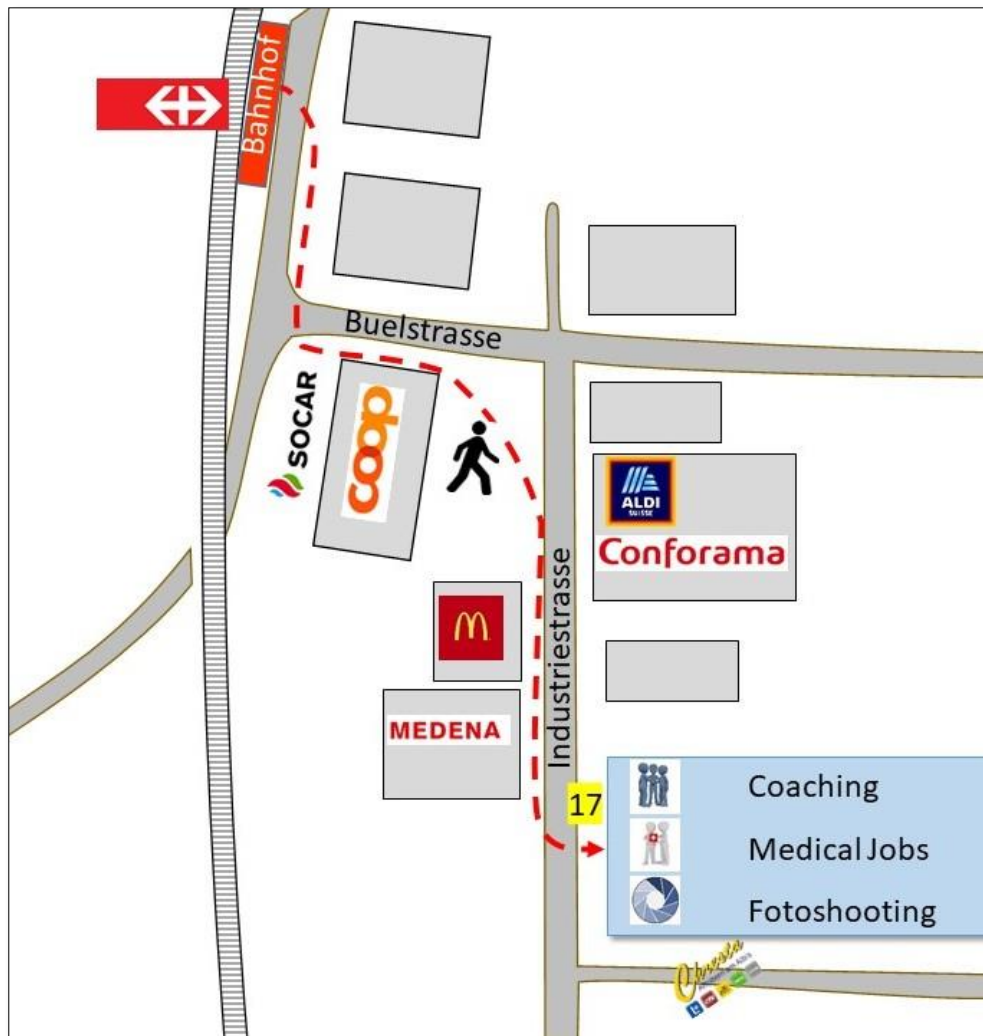 Bahnhof
Buelstrasse
SOCAR
coop
ALDI
SUISSE
Conforama
Industriestrasse
MEDENA
17
Coaching
Medical Jobs
Fotoshooting